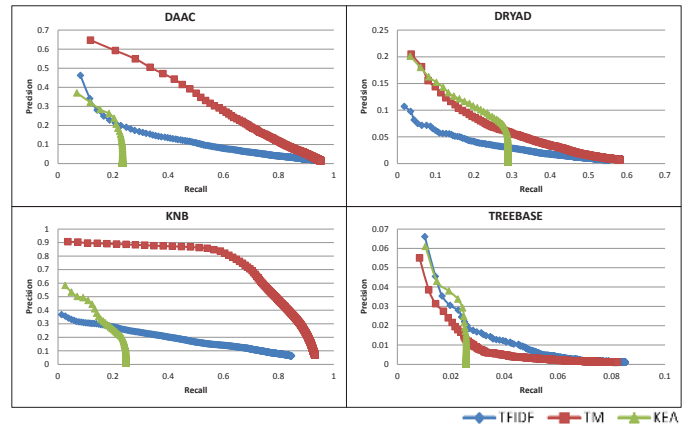 DAAC
0.7
0.6
0.5
0.4
0.3
0.2
0.1
0
Precision
0 0.2 0.4 0.6 0.8 1
Recall
DRYAD
0.25
0.2
0.15
0.1
0.05
0
Precision
0 0.1 0.2 0.3 0.4 0.5 0.6 0.7
Recall
KNB
1
0.9
0.8
0.7
0.6
0.5
0.4
0.3
0.2
0.1
0
Precision
0 0.2 0.4 0.6 0.8 1
Recall
TREEBASE
0.07
0.06
0.05
0.04
0.03
0.02
0.01
0
Precision
0 0.02 0.04 0.06 0.08 0.1
Recall
TFIDF TM KEA